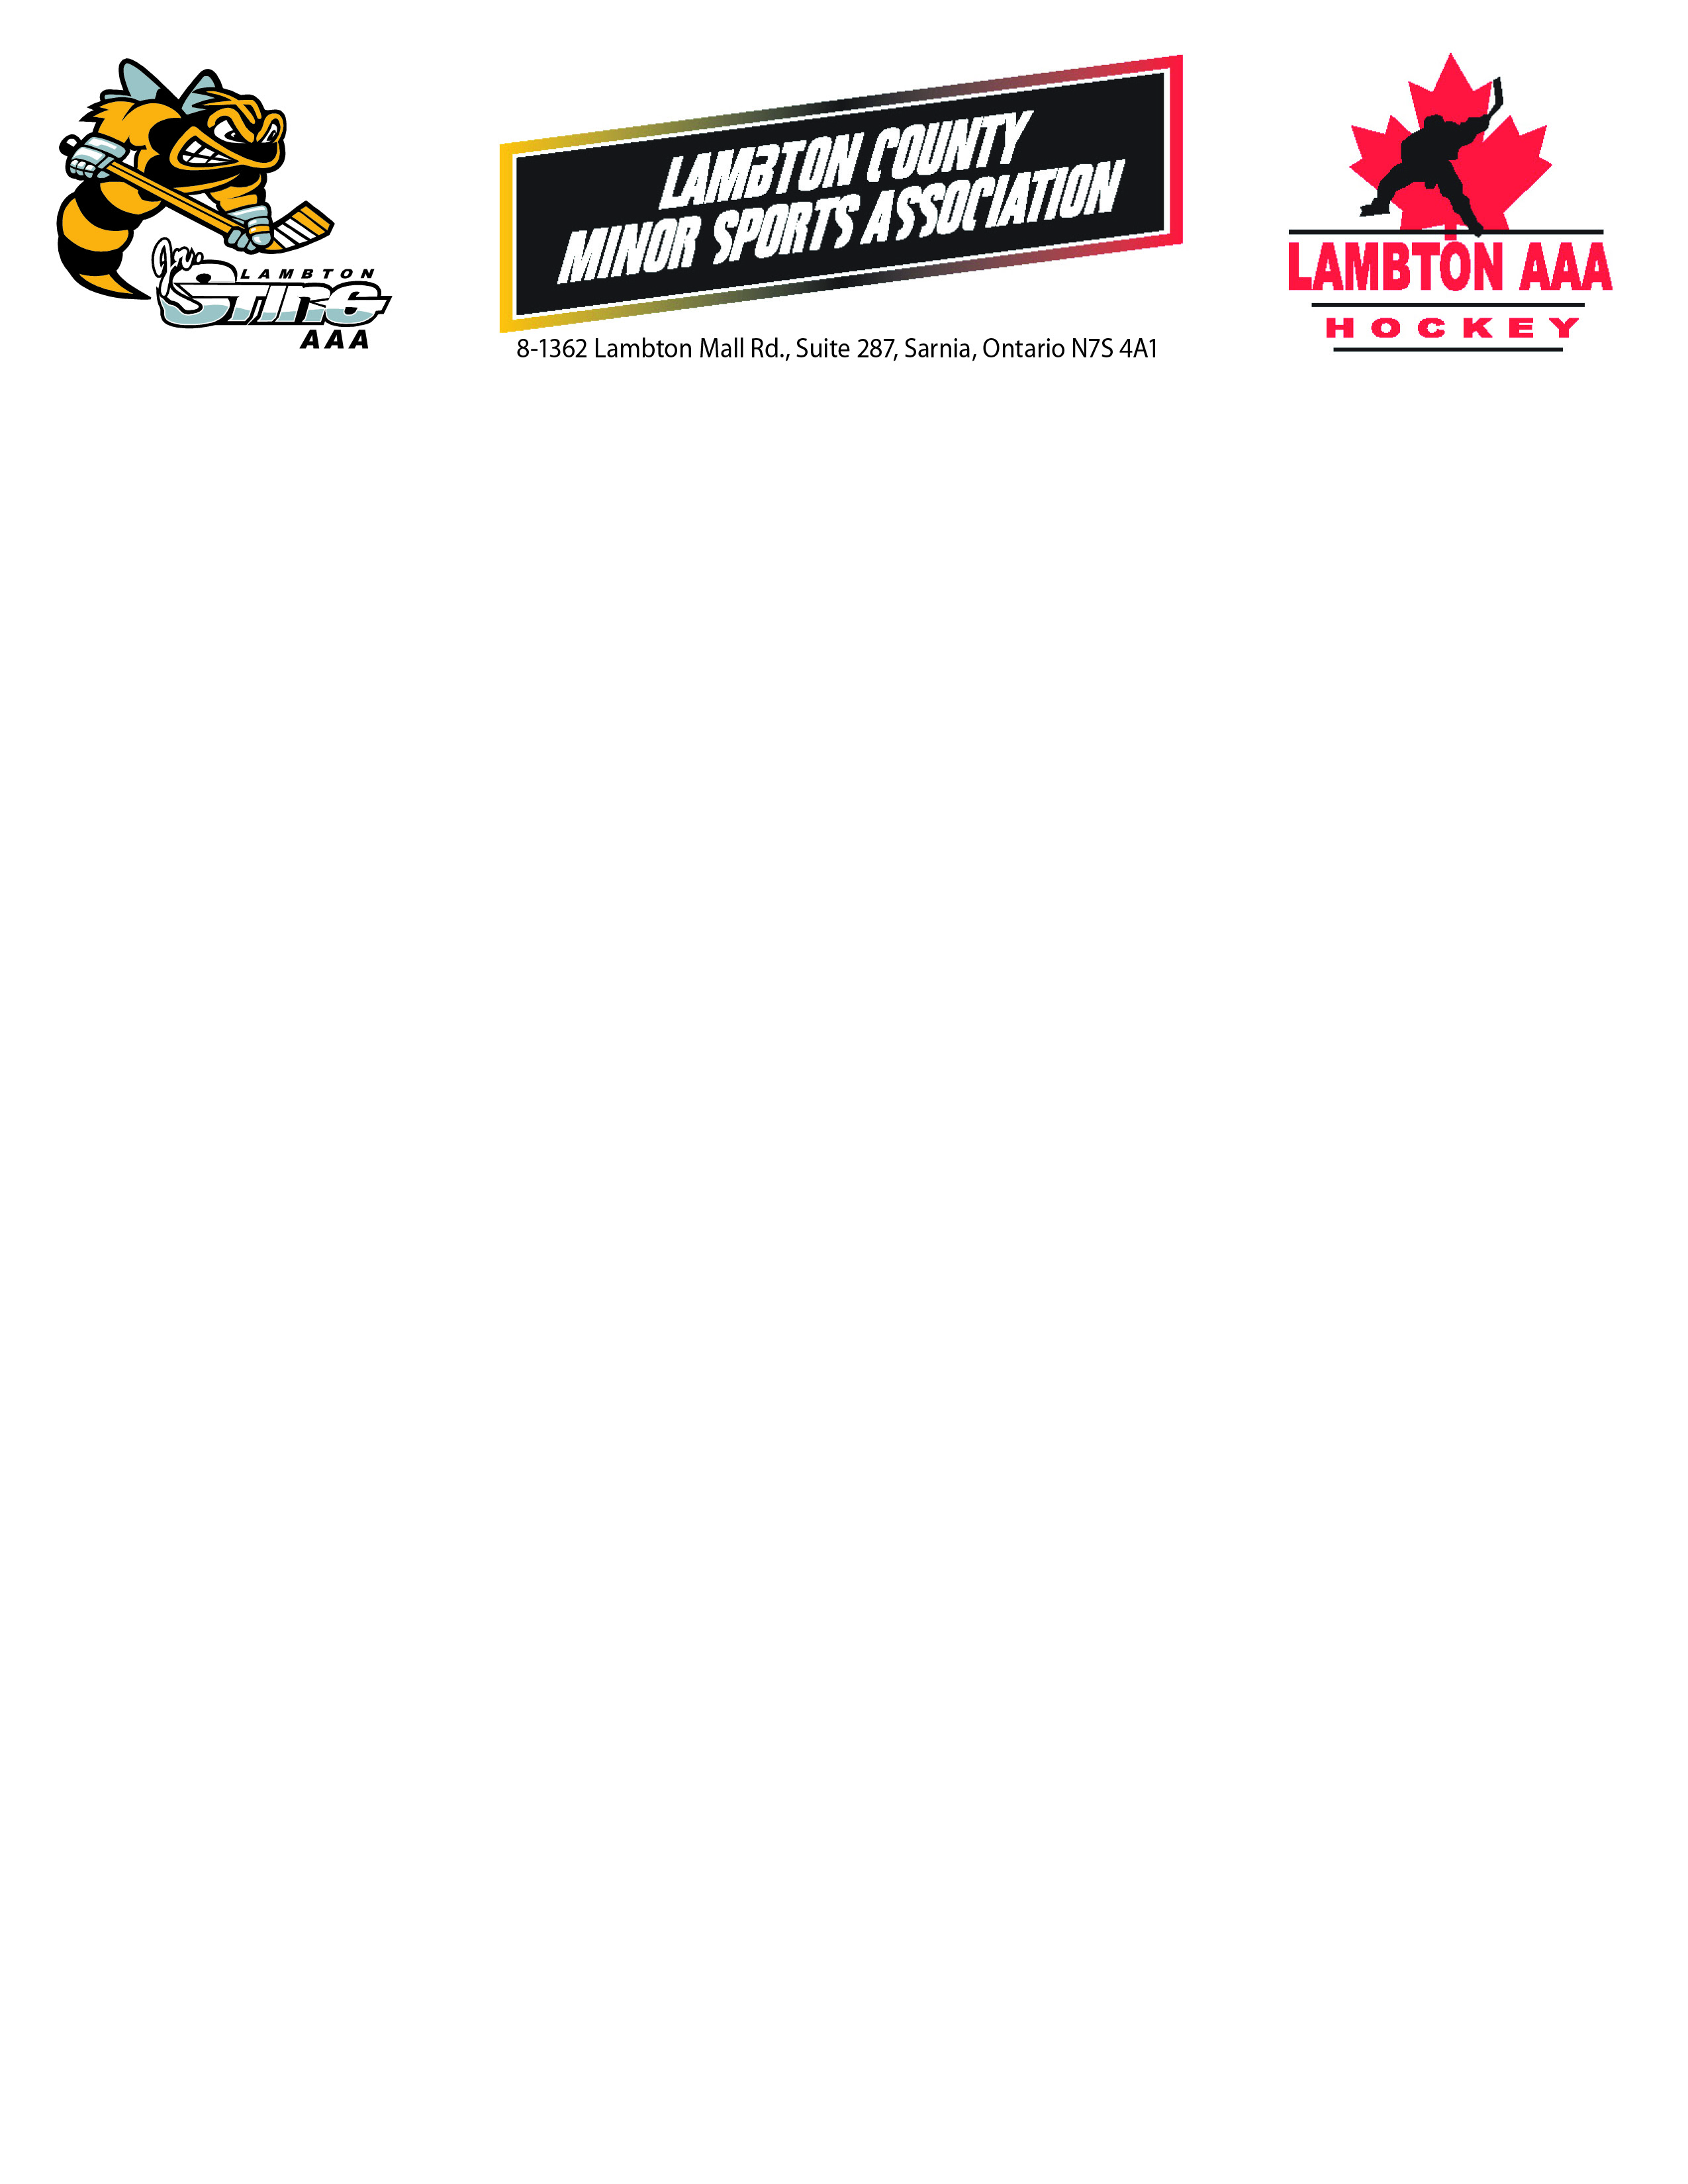 Jr.
LAMBTON
STING
AAA
LAMBTON COUNTY
MINOR SPORTS ASSOCIATION
8-1362 Lambton Mall Rd., Suite 287, Sarnia, Ontario N7S 4A1
LAMBTON AAA
HOCKEY